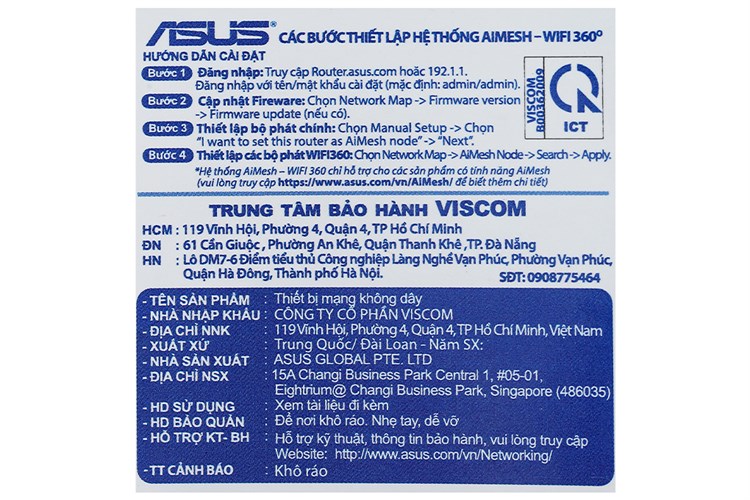 ASUS CÁC BƯỚC THIẾT LẬP HỆ THỐNG AIMESH – WIFI 360º
HƯỚNG DẪN CÀI ĐẶT
Bước 1 Đăng nhập: Truy cập Router.asus.com hoặc 192.1.1.
Đăng nhập với tên/mật khẩu cài đặt (mặc định: admin/admin).
Bước 2 Cập nhật Fireware: Chọn Network Map -> Firmware version
-> Firmware update (nếu có).
Bước 3 Thiết lập bộ phát chính: Chọn Manual Setup -> Chọn
"I want to set this router as AiMesh node" -> "Next".
Bước 4 Thiết lập các bộ phát WIFI360: Chọn Network Map -> AiMesh Node -> Search -> Apply.
*Hệ thống AiMesh – WIFI 360 chỉ hỗ trợ cho các sản phẩm có tính năng AiMesh
(vui lòng truy cập https://www.asus.com/vn/AiMesh/ để biết thêm chi tiết)
VISCOM
B00362009
ICT
TRUNG TÂM BẢO HÀNH VISCOM
HCM : 119 Vĩnh Hội, Phường 4, Quận 4, TP Hồ Chí Minh
ĐN : 61 Cần Giuộc, Phường An Khê, Quận Thanh Khê, TP. Đà Nẵng
HN : Lô DM7-6 Điểm tiểu thủ Công nghiệp Làng Nghề Vạn Phúc, Phường Vạn Phúc,
Quận Hà Đông, Thành phố Hà Nội. SĐT: 0908775464
- TÊN SẢN PHẨM : Thiết bị mạng không dây
- NHÀ NHẬP KHẨU : CÔNG TY CỔ PHẦN VISCOM
- ĐỊA CHỈ NNK : 119 Vĩnh Hội, Phường 4, Quận 4, TP Hồ Chí Minh, Việt Nam
- XUẤT XỨ : Trung Quốc/ Đài Loan - Năm SX:
- NHÀ SẢN XUẤT : ASUS GLOBAL PTE. LTD
- ĐỊA CHỈ NSX : 15A Changi Business Park Central 1, #05-01,
Eightrium@ Changi Business Park, Singapore (486035)
- HD SỬ DỤNG : Xem tài liệu đi kèm
- HD BẢO QUẢN : Để nơi khô ráo. Nhẹ tay, dễ vỡ
- HỖ TRỢ KT- BH : Hỗ trợ kỹ thuật, thông tin bảo hành, vui lòng truy cập
Website: http://www.asus.com/vn/Networking/
- TT CẢNH BÁO : Khô ráo